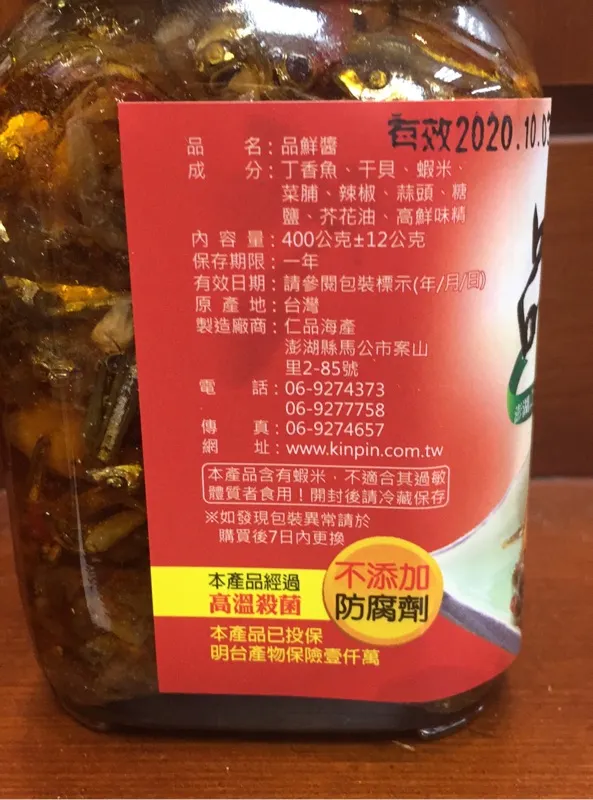 有效2020.10.03
品名：品鮮醬
成分：丁香魚、干貝、蝦米、
菜脯、辣椒、蒜頭、糖
鹽、芥花油、高鮮味精
內容量：400公克±12公克
保存期限：一年
有效日期：請參閱包裝標示(年/月/日)
原產地：台灣
製造廠商：仁品海產
澎湖縣馬公市案山
里2-85號
電話：06-9274373
06-9277758
傳真：06-9274657
網址：www.kinpin.com.tw
本產品含有蝦米，不適合其過敏
體質者食用！開封後請冷藏保存
※如發現包裝異常請於
購買後7日內更換
本產品經過
高溫殺菌
不添加
防腐劑
本產品已投保
明台產物保險壹仟萬